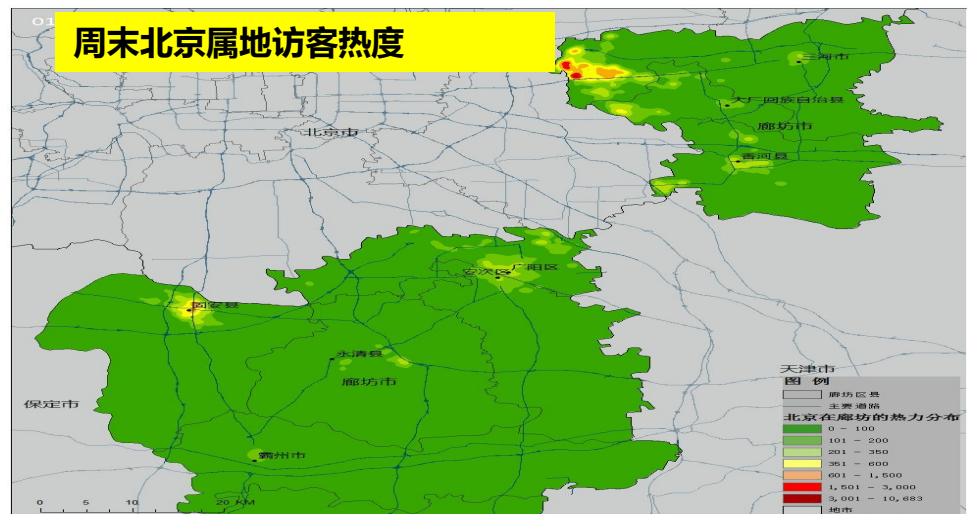 周末北京属地访客热度
三河市
大厂回族自治县
北京市
廊坊市
香河县
广阳区
安次区
固安县
永清县
廊坊市
天津市
保定市
霸州市
图 例
廊坊区县
主要道路
北京在廊坊的热力分布
0 - 100
101 - 200
201 - 350
351 - 600
601 - 1,500
1,501 - 3,000
3,001 - 10,683
地市
0 5 10 20 KM